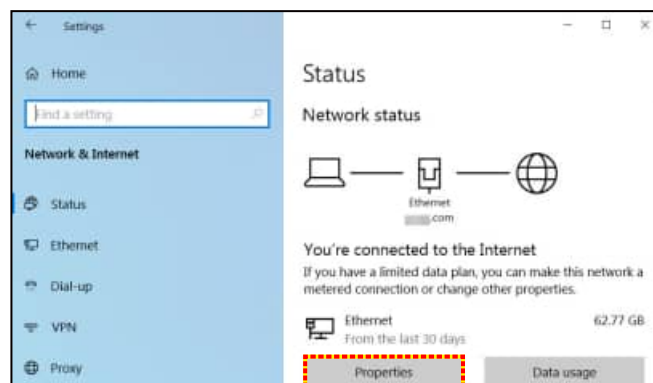 Settings
Home
Find a setting
Network & Internet
Status
Ethernet
Dial-up
VPN
Proxy
Status
Network status
Ethernet
.com
You're connected to the Internet
If you have a limited data plan, you can make this network a
metered connection or change other properties.
Ethernet
62.77 GB
From the last 30 days
Properties
Data usage